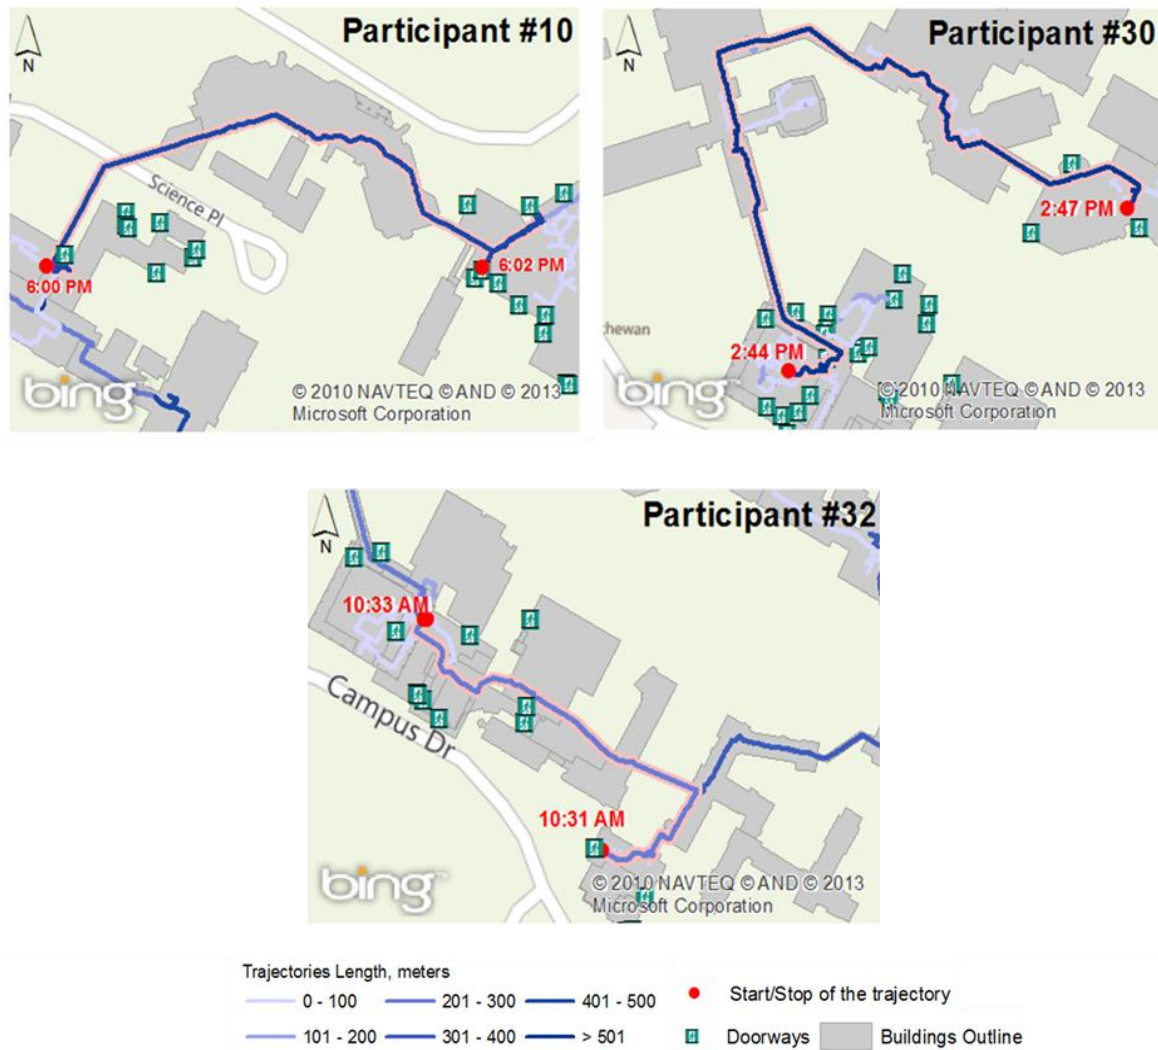 Participant #10
N
Science Pl
6:00 PM
6:02 PM
bing
© 2010 NAVTEQ © AND © 2013
Microsoft Corporation
Participant #30
N
2:47 PM
chewan
2:44 PM
bing™
© 2010 NAVTEQ © AND © 2013
Microsoft Corporation
Participant #32
N
10:33 AM
Campus Dr
10:31 AM
bing™
© 2010 NAVTEQ © AND © 2013
Microsoft Corporation
Trajectories Length, meters
0 - 100
201 - 300
401 - 500
Start/Stop of the trajectory
101 - 200
301 - 400
> 501
Doorways
Buildings Outline